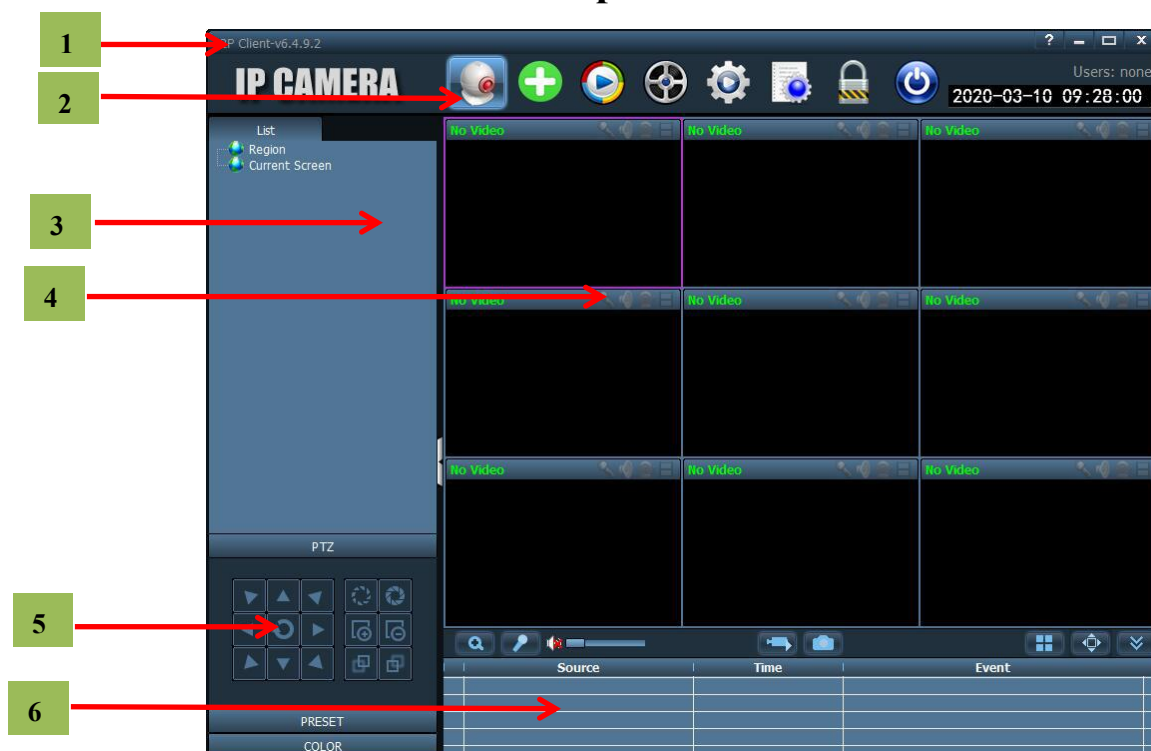 1
P Client-v6.4.9.2
?
2
IP CAMERA
Users: none
2020-03-10 09:28:00
List
Region
Current Screen
No Video
No Video
No Video
3
4
No Video
No Video
No Video
No Video
No Video
No Video
PTZ
5
Source Time Event
6
PRESET
COLOR